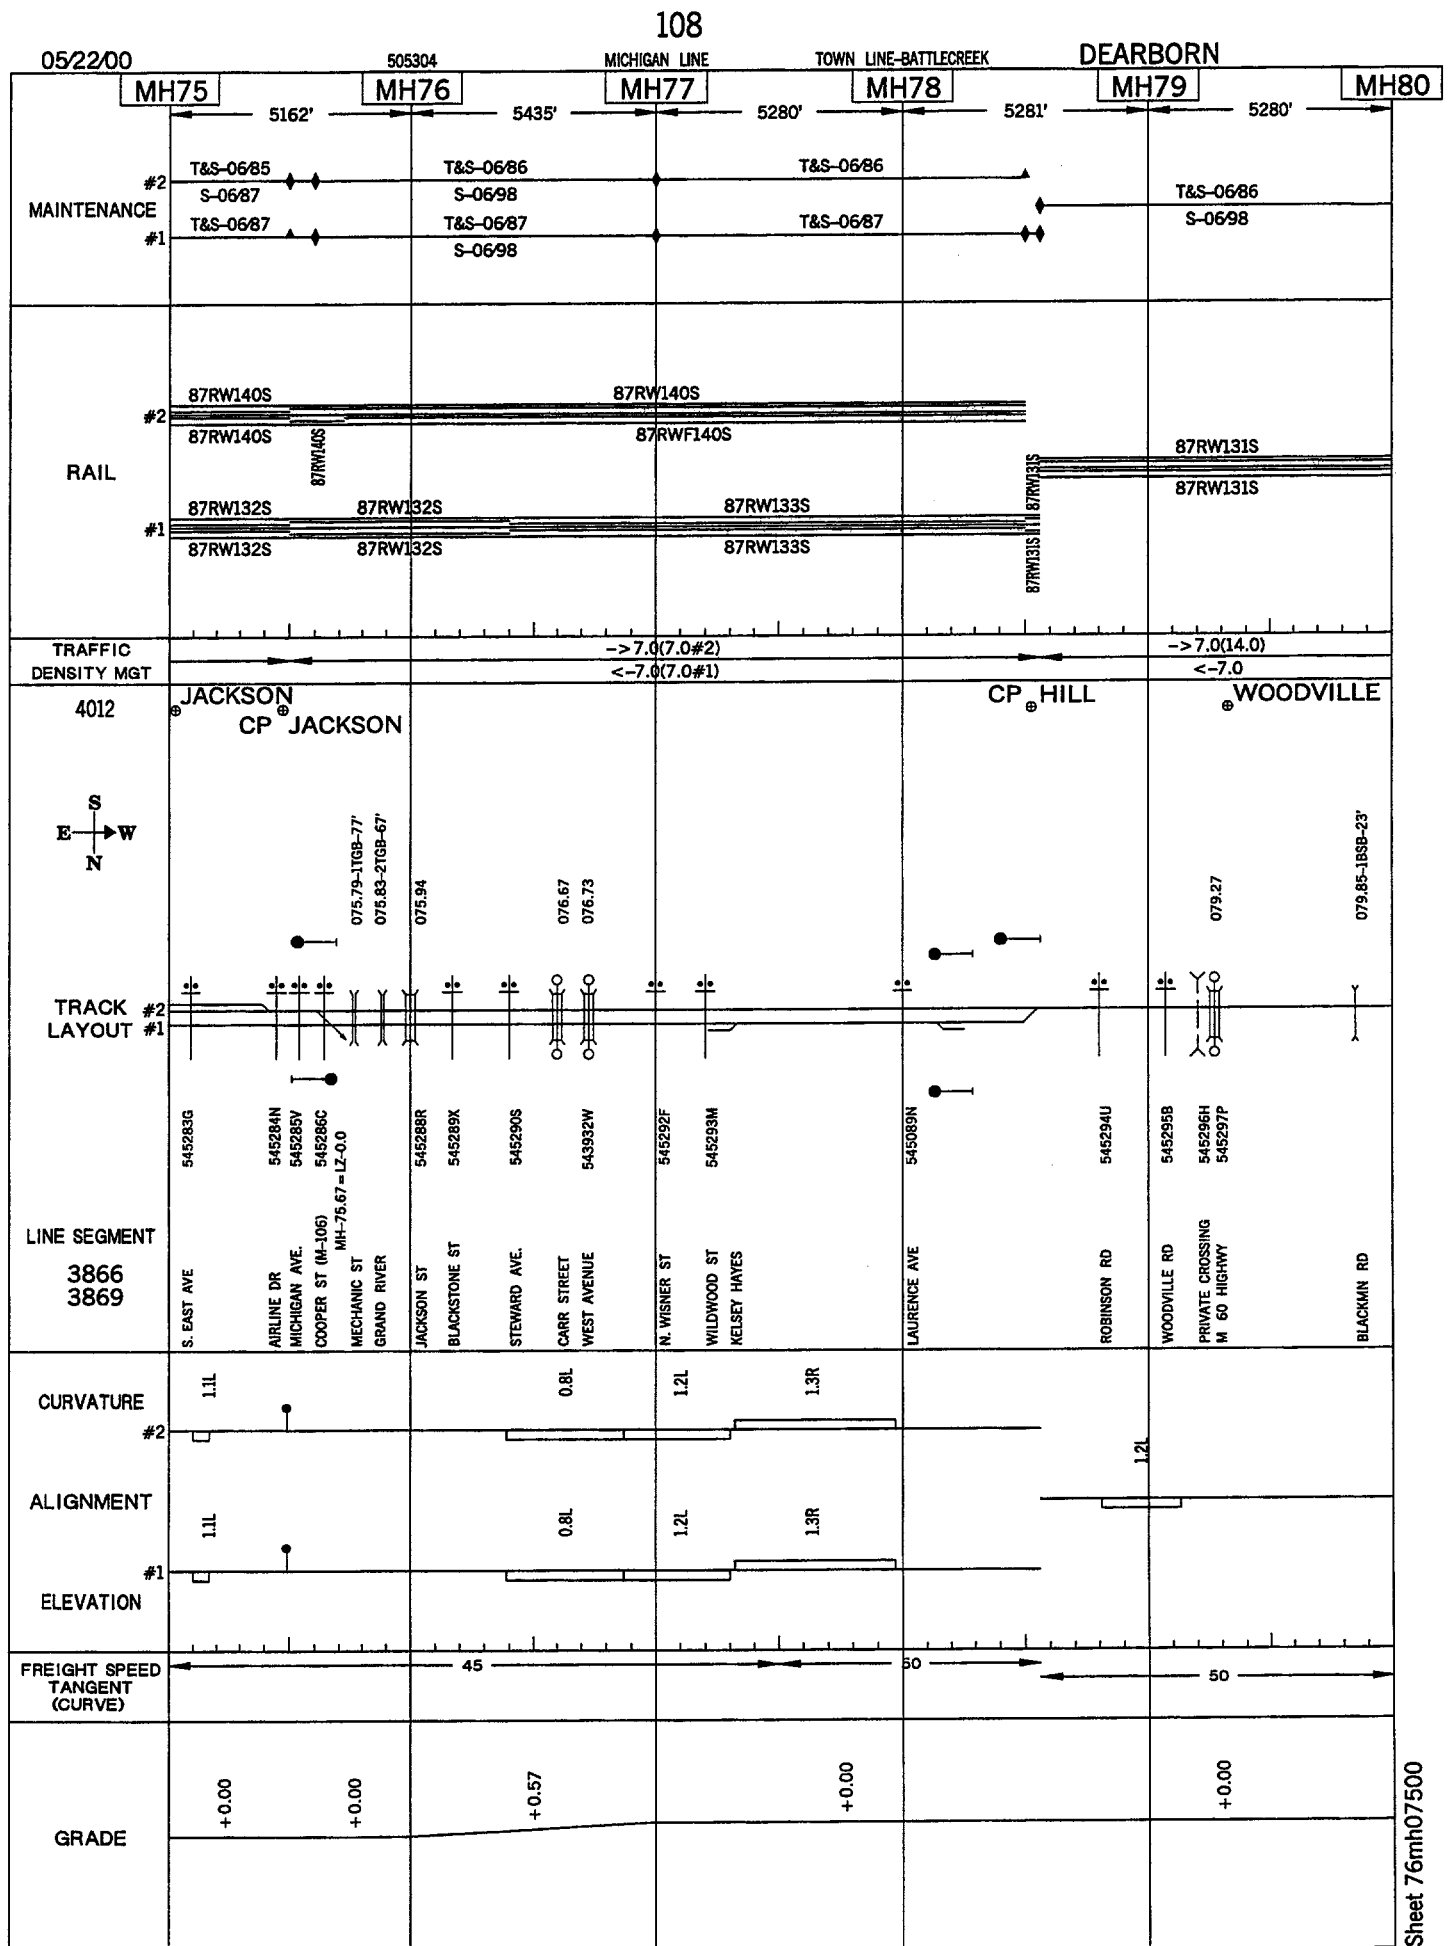 108
05/22/00 505304 MICHIGAN LINE TOWN LINE-BATTLECREEK DEARBORN
MH75 MH76 MH77 MH78 MH79 MH80
5162' 5435' 5280' 5281' 5280'
T&S-06/85 T&S-06/86 T&S-06/86
#2
S-06/87 S-06/98 T&S-06/86
MAINTENANCE
T&S-06/87 T&S-06/87 T&S-06/87 S-06/98
#1
S-06/98
87RW140S 87RW140S
#2
87RW140S 87RW140S 87RWF140S
87RW131S
RAIL
87RW131S 87RW131S
87RW132S 87RW132S 87RW133S
#1
87RW132S 87RW132S 87RW133S
87RW131S
TRAFFIC DENSITY MGT
->7.0(7.0#2) ->7.0(14.0)
<-7.0(7.0#1) <-7.0
4012
JACKSON CP HILL WOODVILLE
CP JACKSON
S
E W
N
075.79-1TGB-77'
075.83-2TGB-67'
075.94
076.67
076.73
079.27
079.85-1BSB-23'
TRACK #2
LAYOUT #1
545283G
545284N
545285V
545286C
MH-75.67=LZ-0.0
545288R
545289X
545290S
543932W
545292F
545293M
545089N
545294U
545295B
545296H
545297P
LINE SEGMENT
3866
3869
S. EAST AVE
AIRLINE DR
MICHIGAN AVE.
COOPER ST (M-106)
MECHANIC ST
GRAND RIVER
JACKSON ST
BLACKSTONE ST
STEWARD AVE.
CARR STREET
WEST AVENUE
N. WISNER ST
WILDWOOD ST
KELSEY HAYES
LAURENCE AVE
ROBINSON RD
WOODVILLE RD
PRIVATE CROSSING
M 60 HIGHWY
BLACKMN RD
CURVATURE
1.1L 0.8L 1.2L 1.3R
#2
1.2L
ALIGNMENT
1.1L 0.8L 1.2L 1.3R
#1
ELEVATION
FREIGHT SPEED
TANGENT
(CURVE)
45 50 50
GRADE
+0.00 +0.00 +0.57 +0.00 +0.00
Sheet 76mh07500